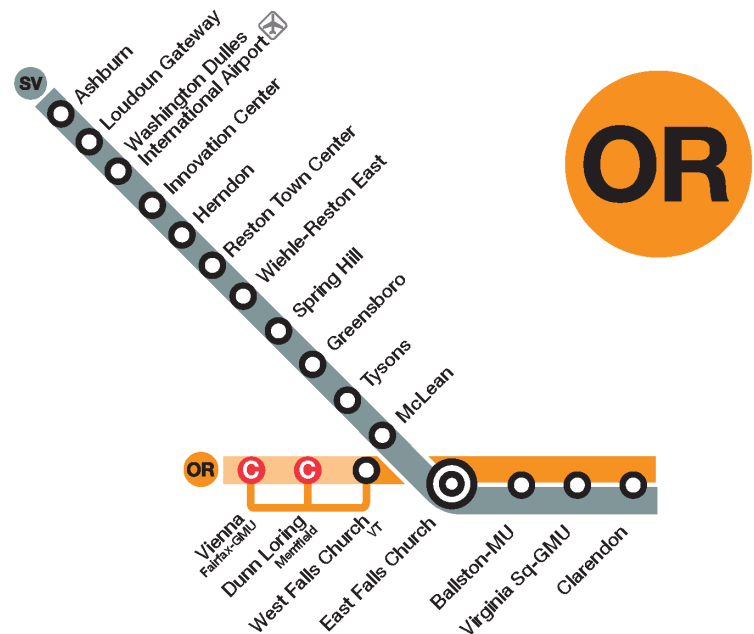 SV
Ashburn
Loudoun Gateway
Washington Dulles
International Airport
Innovation Center
Herndon
Reston Town Center
Wiehle-Reston East
Spring Hill
Greensboro
Tysons
McLean
OR
OR
C
C
Vienna
Fairfax-GMU
Dunn Loring
Merrifield
West Falls Church
VT
East Falls Church
Ballston-MU
Virginia Sq-GMU
Clarendon